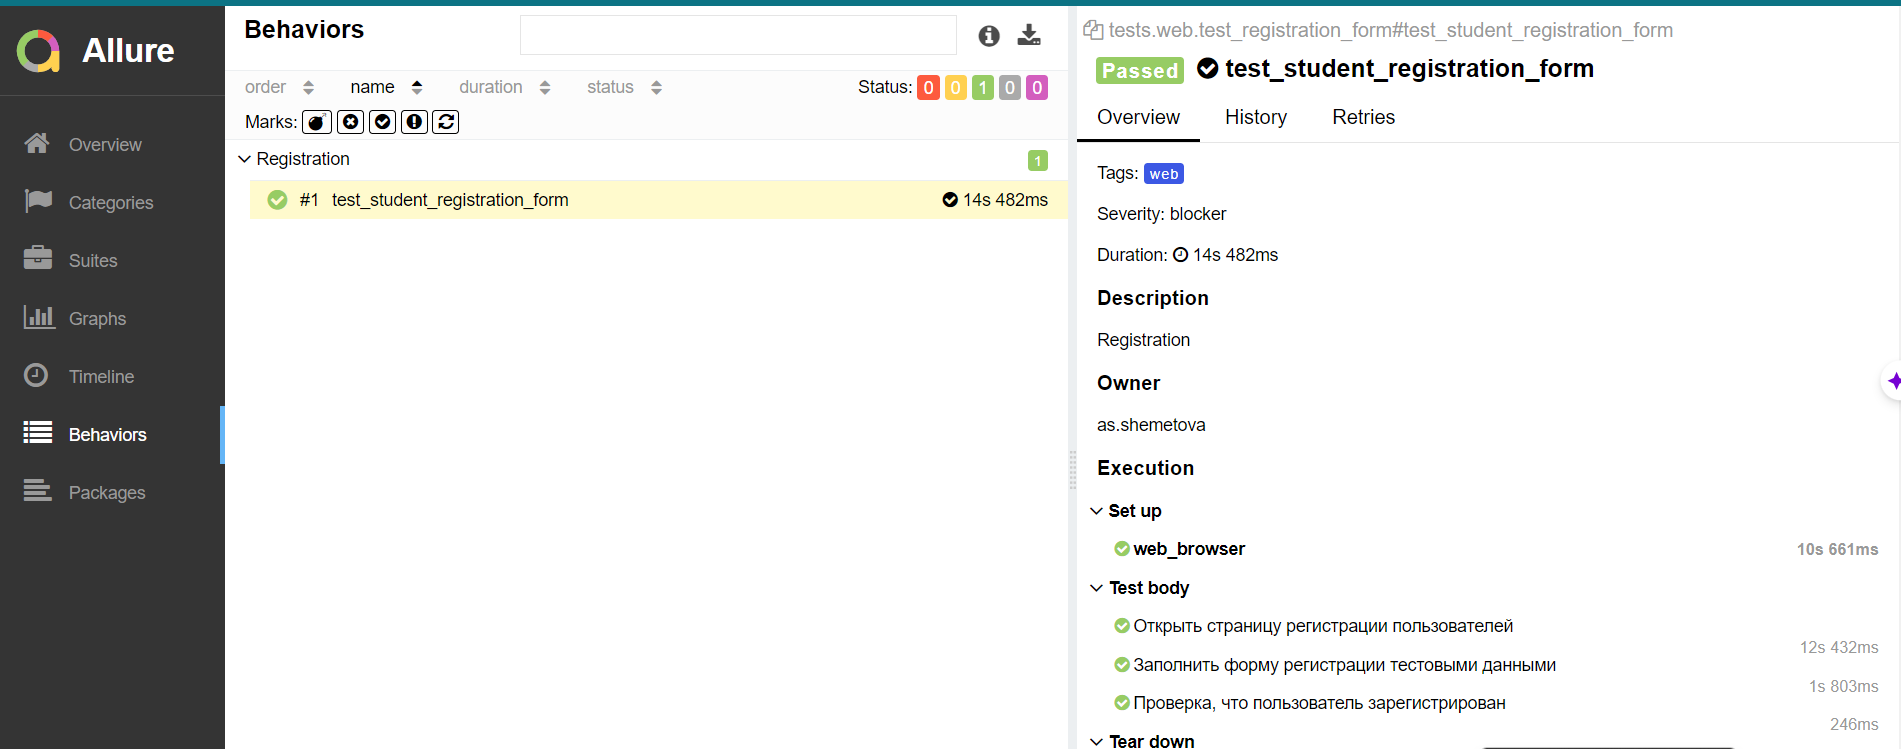 Allure
Overview
Categories
Suites
Graphs
Timeline
Behaviors
Packages
Behaviors
order name duration status Status: 0 0 1 0 0
Marks:
Registration 1
#1 test_student_registration_form 14s 482ms
tests.web.test_registration_form#test_student_registration_form
Passed test_student_registration_form
Overview History Retries
Tags: web
Severity: blocker
Duration: 14s 482ms
Description
Registration
Owner
as.shemetova
Execution
Set up
web_browser 10s 661ms
Test body
Открыть страницу регистрации пользователей
12s 432ms
Заполнить форму регистрации тестовыми данными
1s 803ms
Проверка, что пользователь зарегистрирован
246ms
Tear down